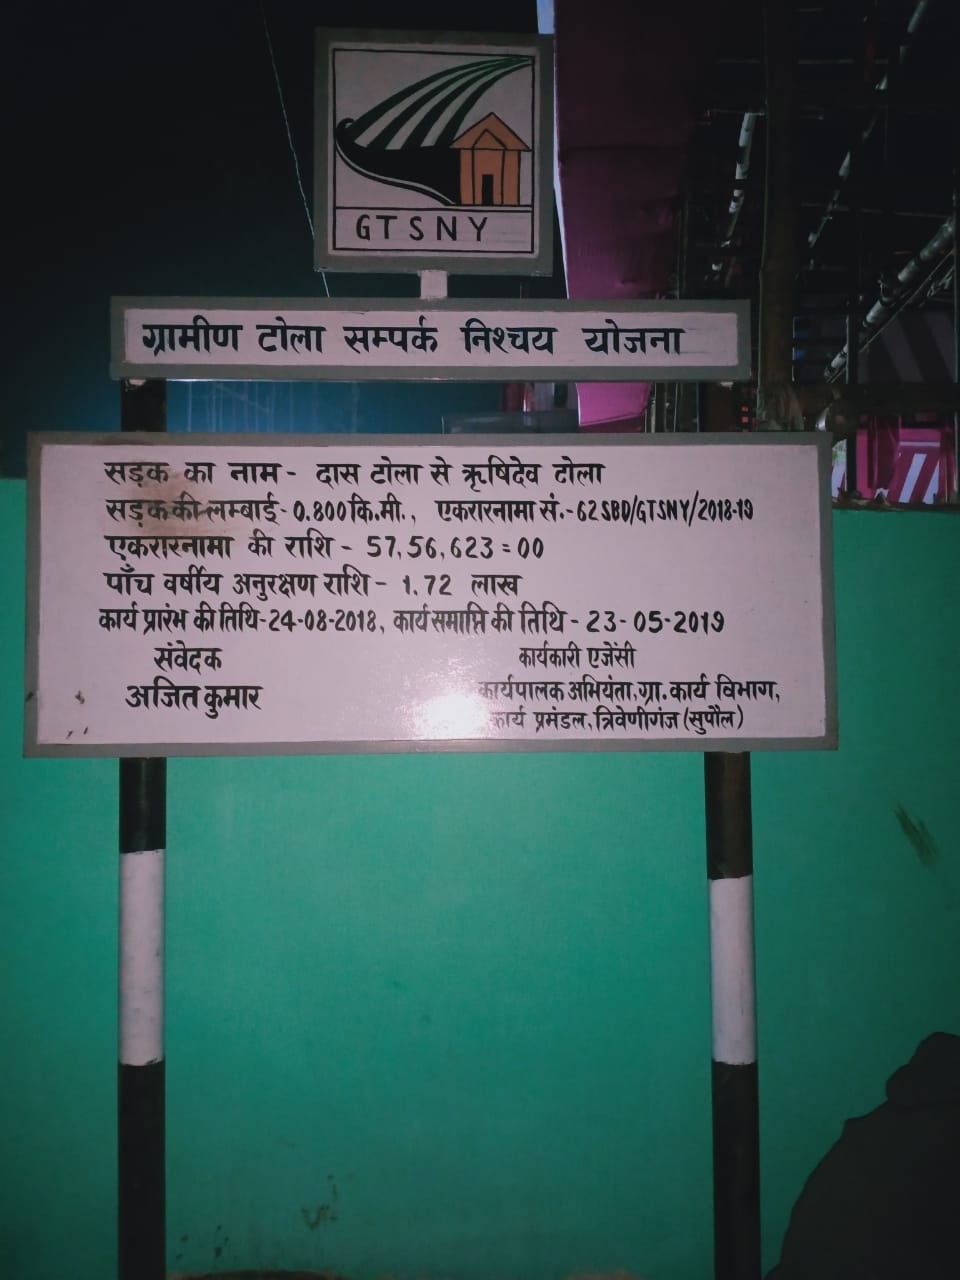 GTSNY
ग्रामीण टोला सम्पर्क निश्चय योजना
सड़क का नाम - दास टोला से ऋषिदेव टोला
सड़क की लम्बाई - 0.800 कि.मी., एकरारनामा सं.- 62 SBD/GTSNY/2018-19
एकरारनामा की राशि - 57,56,623=00
पाँच वर्षीय अनुरक्षण राशि - 1.72 लाख
कार्य प्रारंभ की तिथि-24-08-2018, कार्य समाप्ति की तिथि - 23-05-2019
संवेदक
अजित कुमार
कार्यकारी एजेंसी
कार्यपालक अभियंता, ग्रा. कार्य विभाग,
कार्य प्रमंडल, त्रिवेणीगंज (सुपौल)